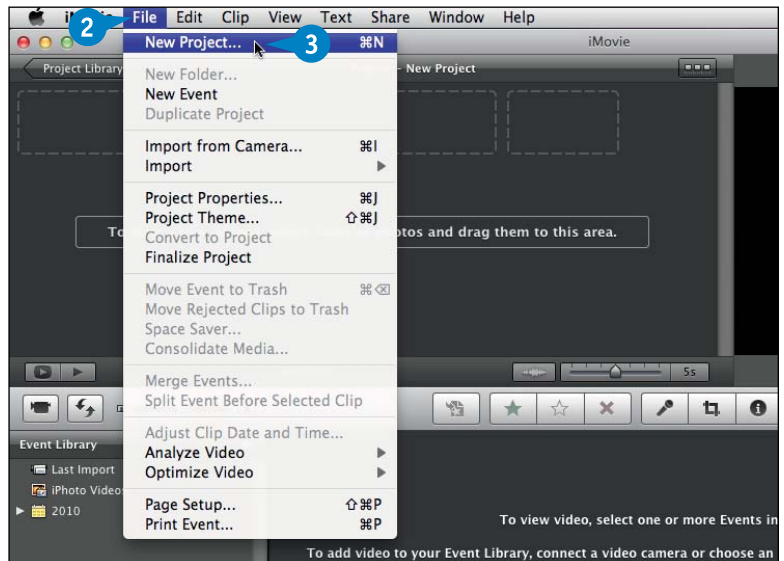 File Edit Clip View Text Share Window Help
2
iMovie
New Project... ⌘N
3
Project Library
- New Project
New Folder...
New Event
Duplicate Project
Import from Camera... ⌘I
Import ▶
Project Properties... ⌘J
Project Theme... ⇧⌘J
Convert to Project
Finalize Project
To
and drag them to this area.
Move Event to Trash ⌘⌫
Move Rejected Clips to Trash
Space Saver...
Consolidate Media...
5s
Merge Events...
Split Event Before Selected Clip
Adjust Clip Date and Time...
Analyze Video ▶
Optimize Video ▶
Page Setup... ⇧⌘P
Print Event... ⌘P
Event Library
Last Import
iPhoto Videos
2010
To view video, select one or more Events in
To add video to your Event Library, connect a video camera or choose an